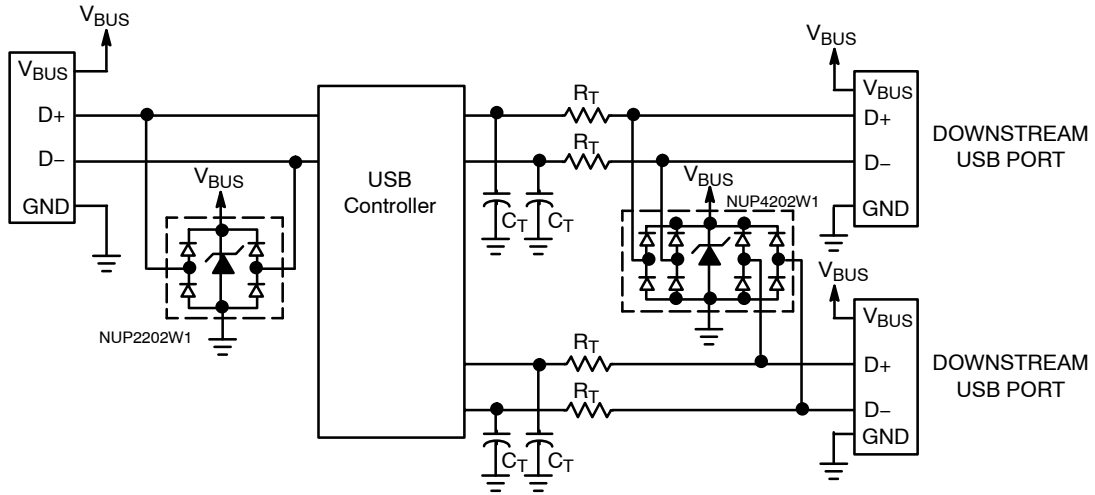 VBUS
VBUS
D+
D−
GND
VBUS
NUP2202W1
USB
Controller
RT
RT
CT
CT
VBUS
NUP4202W1
VBUS
VBUS
D+
D−
GND
DOWNSTREAM
USB PORT
RT
RT
CT
CT
VBUS
VBUS
D+
D−
GND
DOWNSTREAM
USB PORT